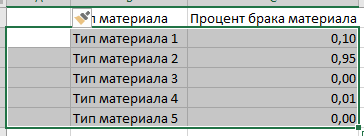 материала Процент брака материала
Тип материала 1 0,10
Тип материала 2 0,95
Тип материала 3 0,00
Тип материала 4 0,01
Тип материала 5 0,00